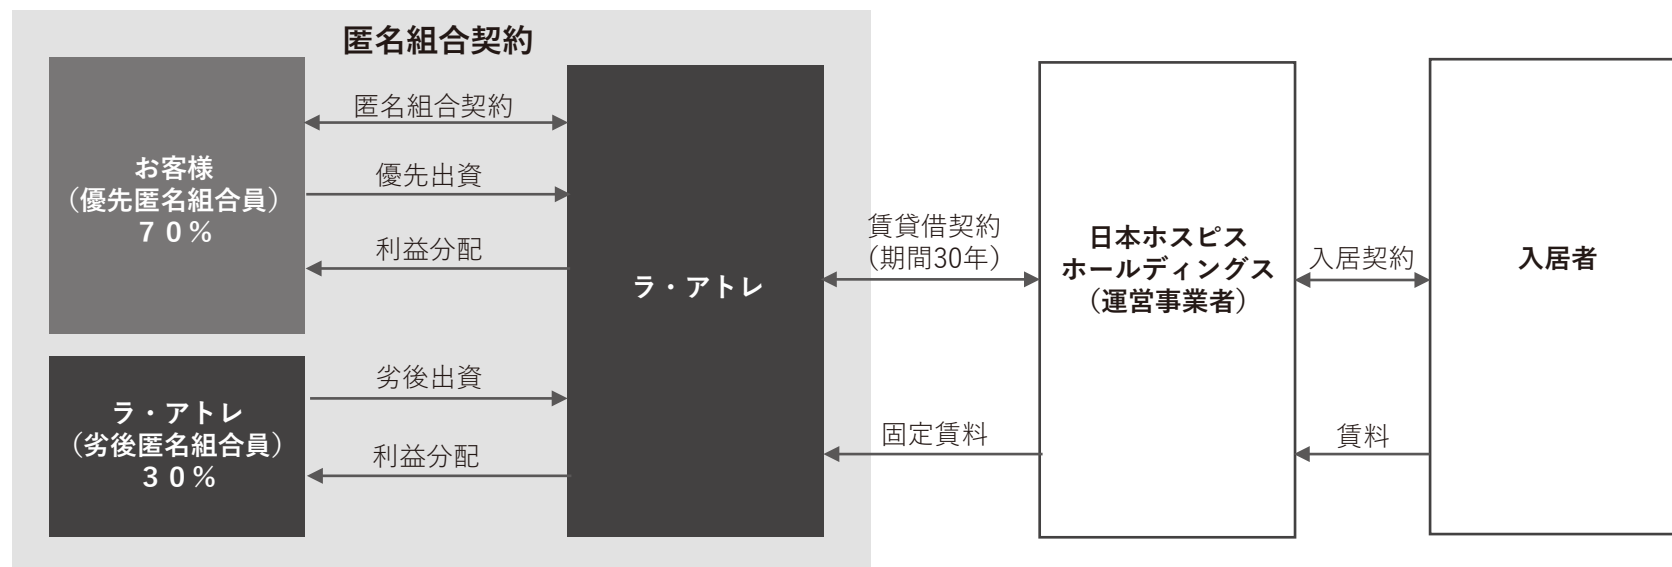 匿名組合契約
お客様
（優先匿名組合員）
７０％
匿名組合契約
優先出資
利益分配
ラ・アトレ
（劣後匿名組合員）
３０％
劣後出資
利益分配
ラ・アトレ
賃貸借契約
（期間30年）
固定賃料
日本ホスピス
ホールディングス
（運営事業者）
入居契約
賃料
入居者